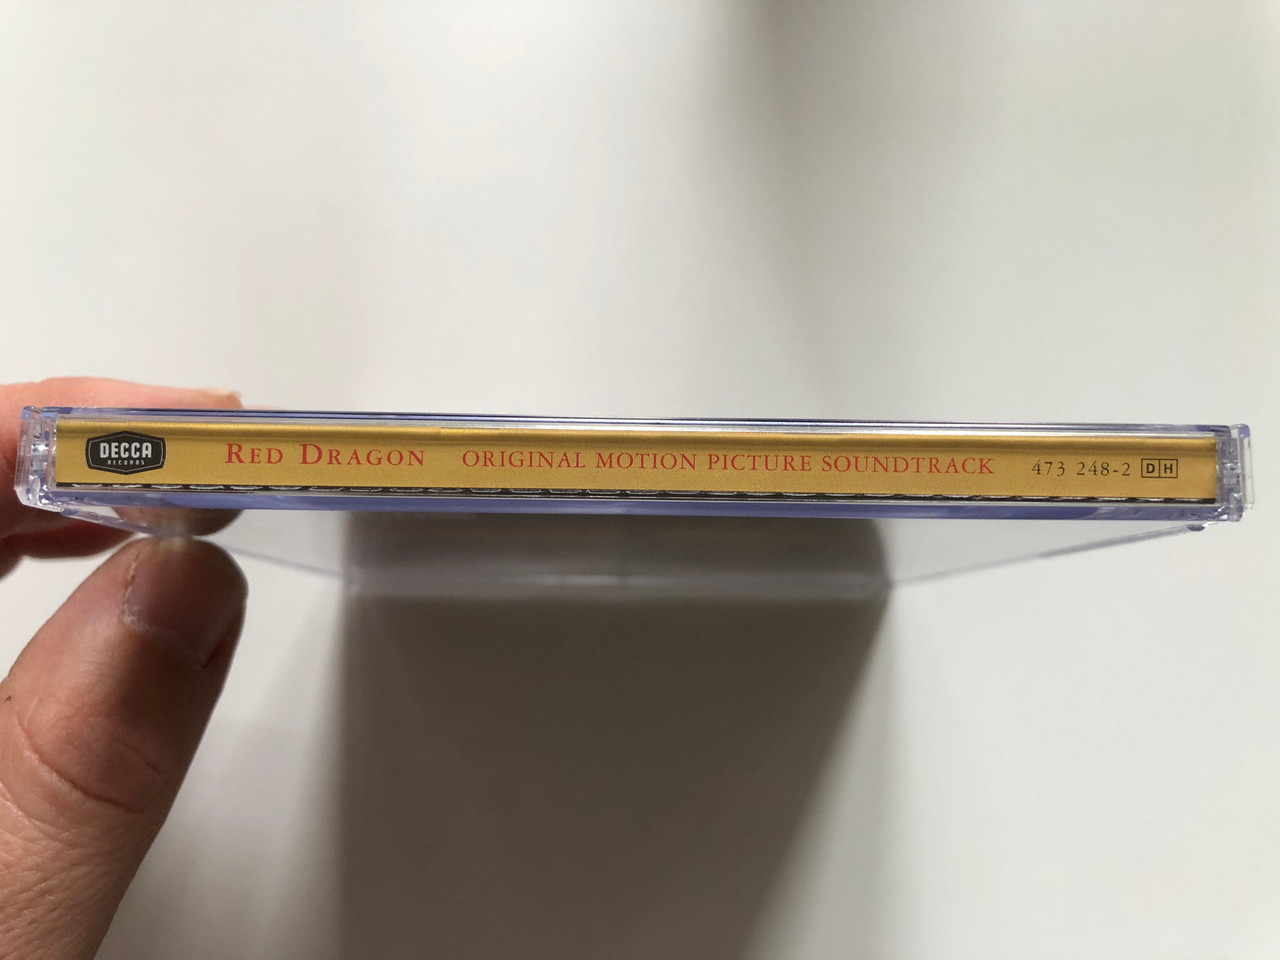 DECCA
RECORDS
RED DRAGON ORIGINAL MOTION PICTURE SOUNDTRACK 473 248-2 DH